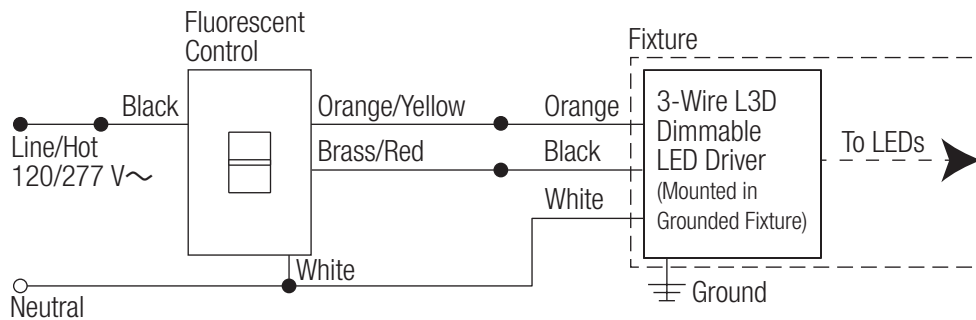 Fluorescent
Control
Fixture
Black
Orange/Yellow
Orange
3-Wire L3D
Dimmable
LED Driver
(Mounted in
Grounded Fixture)
To LEDs
Line/Hot
120/277 V~
Brass/Red
Black
White
White
Ground
Neutral